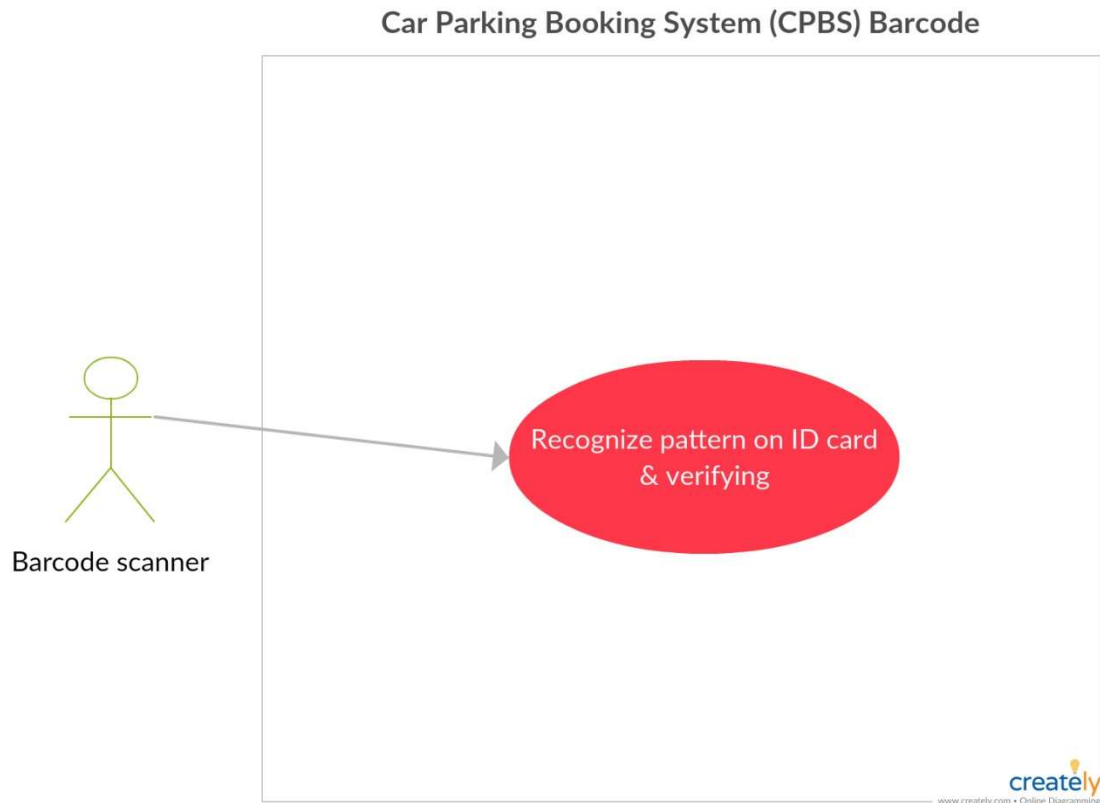 Car Parking Booking System (CPBS) Barcode
Recognize pattern on ID card
& verifying
Barcode scanner
creately
www.creately.com • Online Diagramming